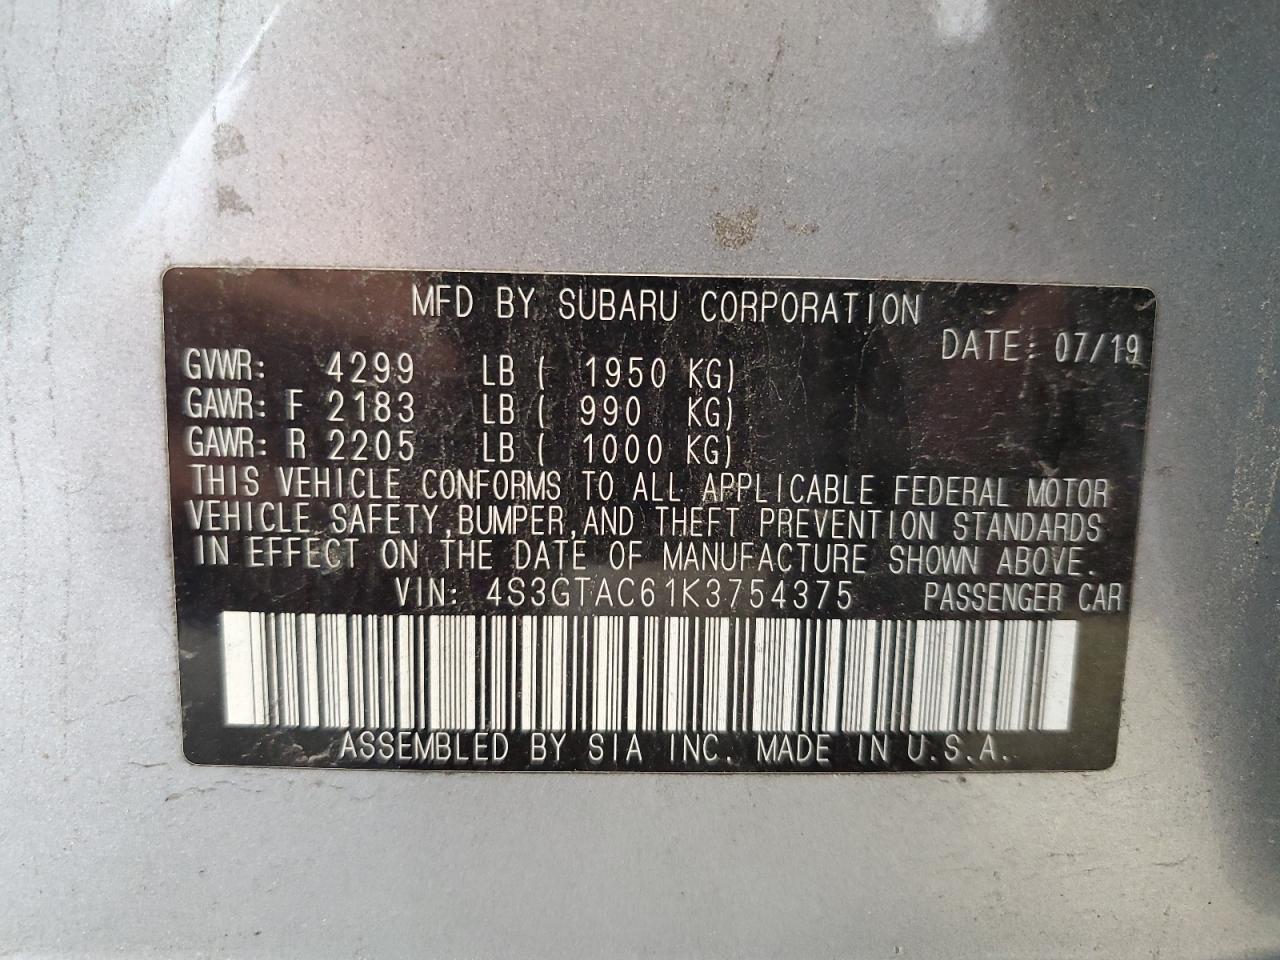 MFD BY SUBARU CORPORATION
DATE: 07/19
GVWR: 4299 LB ( 1950 KG)
GAWR: F 2183 LB ( 990 KG)
GAWR: R 2205 LB ( 1000 KG)
THIS VEHICLE CONFORMS TO ALL APPLICABLE FEDERAL MOTOR
VEHICLE SAFETY, BUMPER, AND THEFT PREVENTION STANDARDS
IN EFFECT ON THE DATE OF MANUFACTURE SHOWN ABOVE.
VIN: 4S3GTAC61K3754375 PASSENGER CAR
ASSEMBLED BY SIA INC. MADE IN U.S.A.